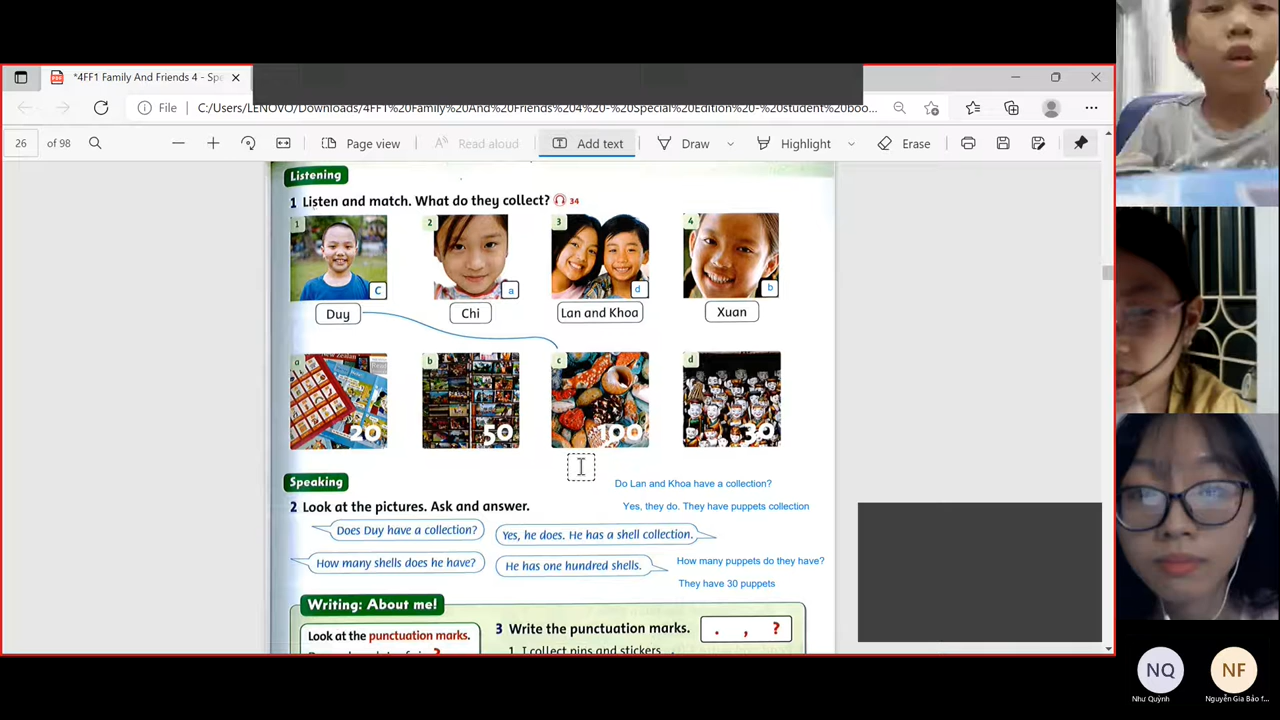 *4FF1 Family And Friends 4 - Spe
File
C:/Users/LENOVO/Downloads/4FF1%20Family%20And%20Friends%204%20-%20Special%20Edition%20-%20student%20boo...
26 of 98
Page view
Read aloud
Add text
Draw
Highlight
Erase
Listening
1 Listen and match. What do they collect? 34
1 2 3 4
C a d b
Duy Chi Lan and Khoa Xuan
a b c d
20 50 100 30
Speaking
Do Lan and Khoa have a collection?
2 Look at the pictures. Ask and answer.
Yes, they do. They have puppets collection
Does Duy have a collection? Yes, he does. He has a shell collection.
How many shells does he have? He has one hundred shells.
How many puppets do they have?
They have 30 puppets
Writing: About me!
Look at the punctuation marks.
3 Write the punctuation marks. . , ?
1 I collect pins and stickers
NQ NF
Như Quỳnh Nguyễn Gia Bảo f...